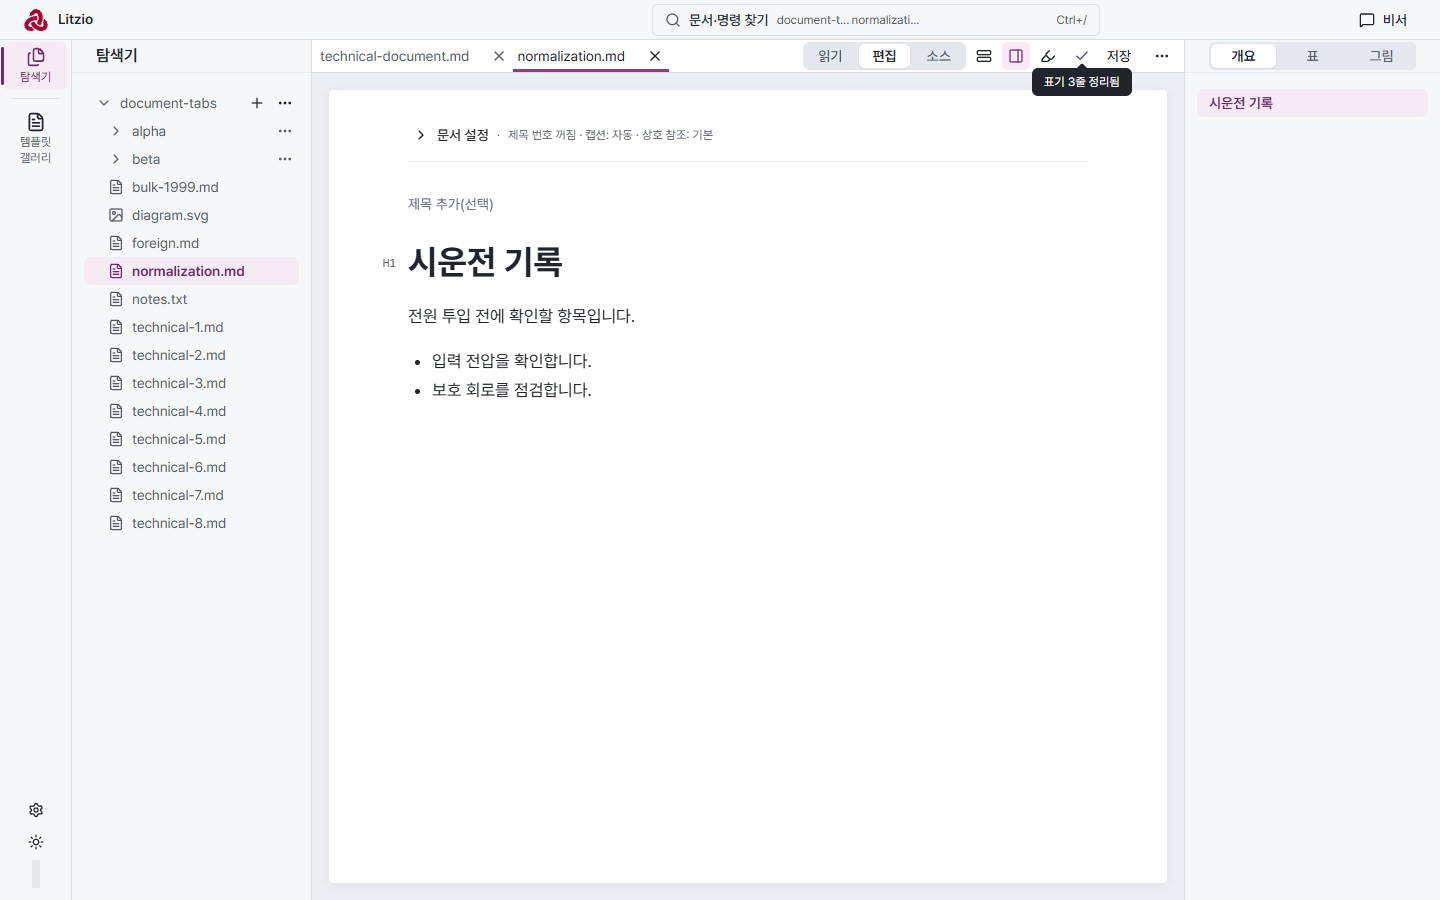 Litzio
문서·명령 찾기 document-t... normalizati... Ctrl+/
비서
탐색기
템플릿
갤러리
탐색기
document-tabs
alpha
beta
bulk-1999.md
diagram.svg
foreign.md
normalization.md
notes.txt
technical-1.md
technical-2.md
technical-3.md
technical-4.md
technical-5.md
technical-6.md
technical-7.md
technical-8.md
technical-document.md
normalization.md
읽기 편집 소스
저장
표기 3줄 정리됨
문서 설정 · 제목 번호 꺼짐 · 캡션: 자동 · 상호 참조: 기본
제목 추가(선택)
H1 시운전 기록
전원 투입 전에 확인할 항목입니다.
• 입력 전압을 확인합니다.
• 보호 회로를 점검합니다.
개요 표 그림
시운전 기록